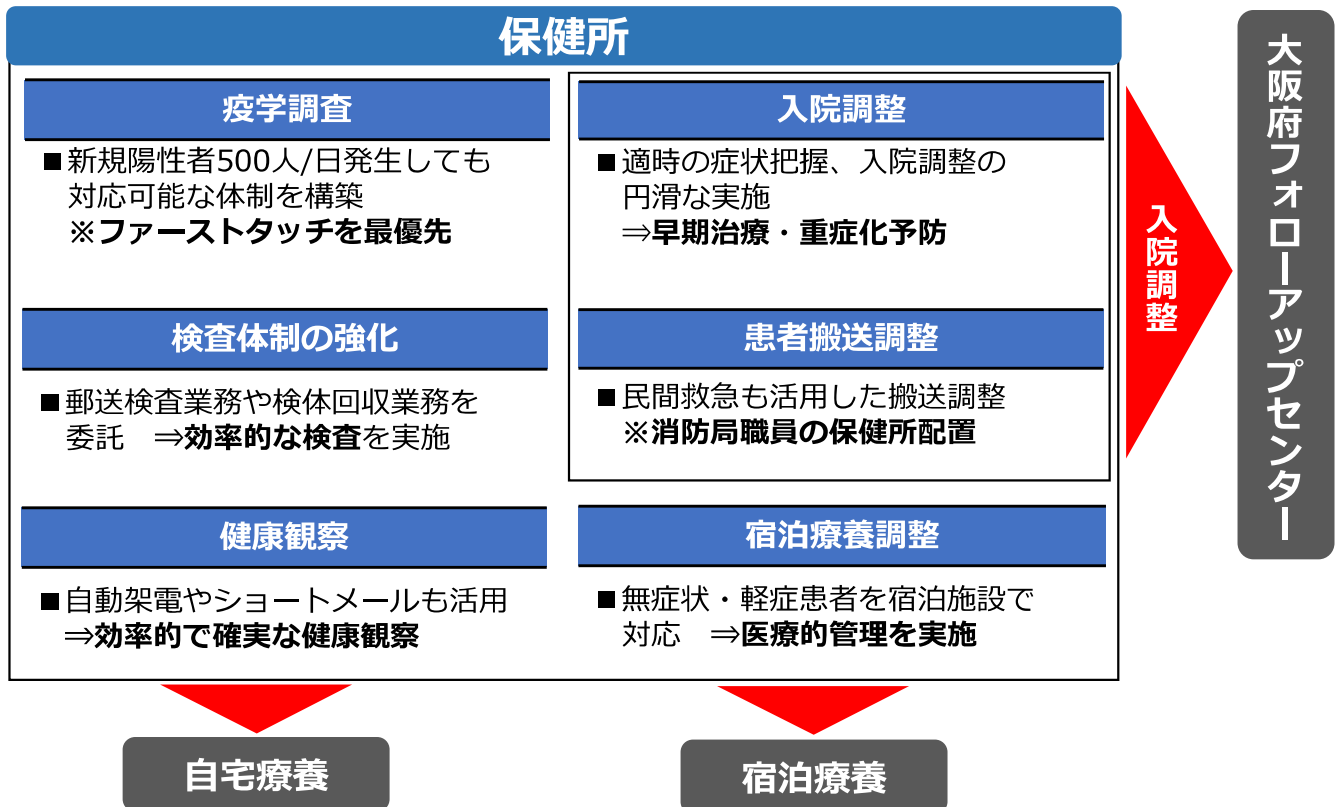 保健所
疫学調査
■新規陽性者500人/日発生しても
対応可能な体制を構築
※ファーストタッチを最優先
検査体制の強化
■郵送検査業務や検体回収業務を
委託　⇒効率的な検査を実施
健康観察
■自動架電やショートメールも活用
⇒効率的で確実な健康観察
入院調整
■適時の症状把握、入院調整の
円滑な実施
⇒早期治療・重症化予防
患者搬送調整
■民間救急も活用した搬送調整
※消防局職員の保健所配置
宿泊療養調整
■無症状・軽症患者を宿泊施設で
対応　⇒医療的管理を実施
入院調整
大阪府フォローアップセンター
自宅療養
宿泊療養